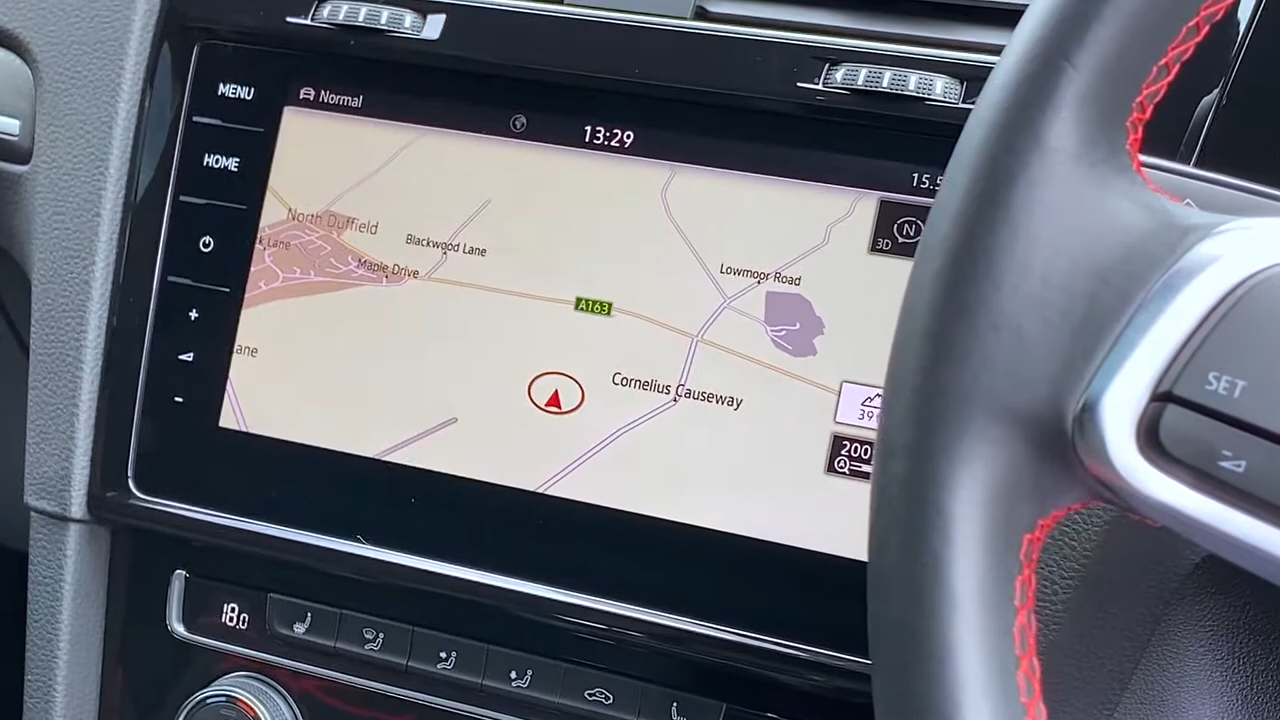 MENU
Normal
13:29
HOME
15.5
North Duffield
Blackwood Lane
N
3D
Maple Drive
Lowmoor Road
A163
Cornelius Causeway
SET
200
18.0